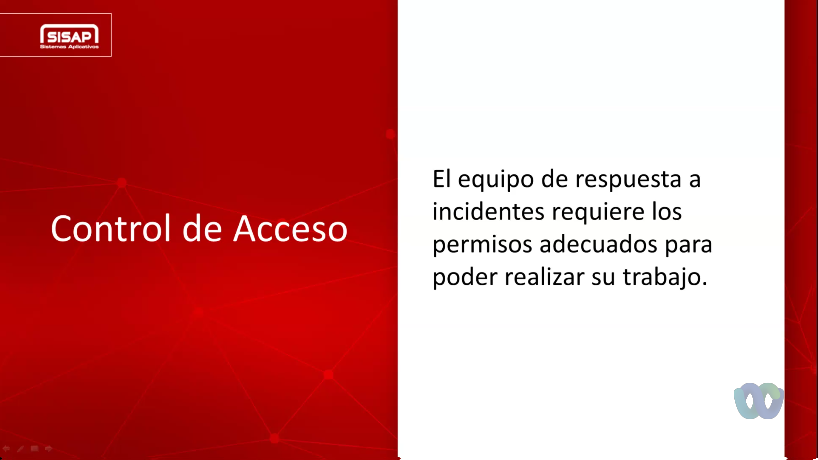 SISAP
Sistemas Aplicativos
Control de Acceso
El equipo de respuesta a
incidentes requiere los
permisos adecuados para
poder realizar su trabajo.